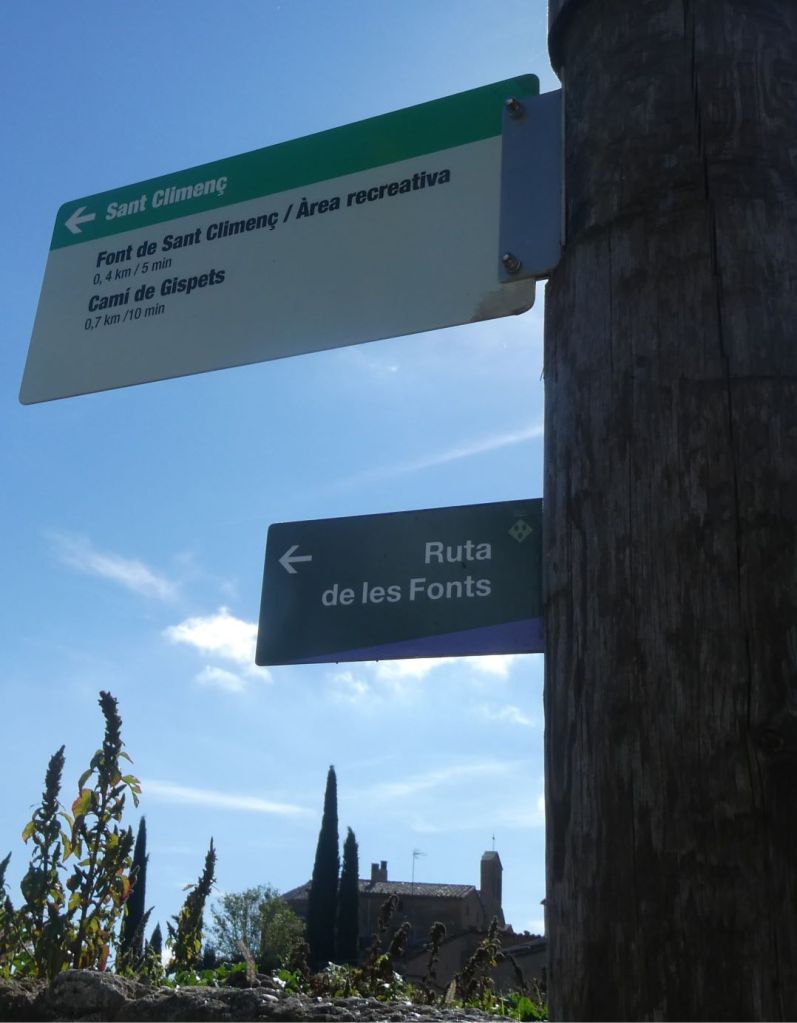 Sant Climenç
Font de Sant Climenç / Àrea recreativa
0, 4 km / 5 min
Camí de Gispets
0,7 km /10 min
Ruta
de les Fonts